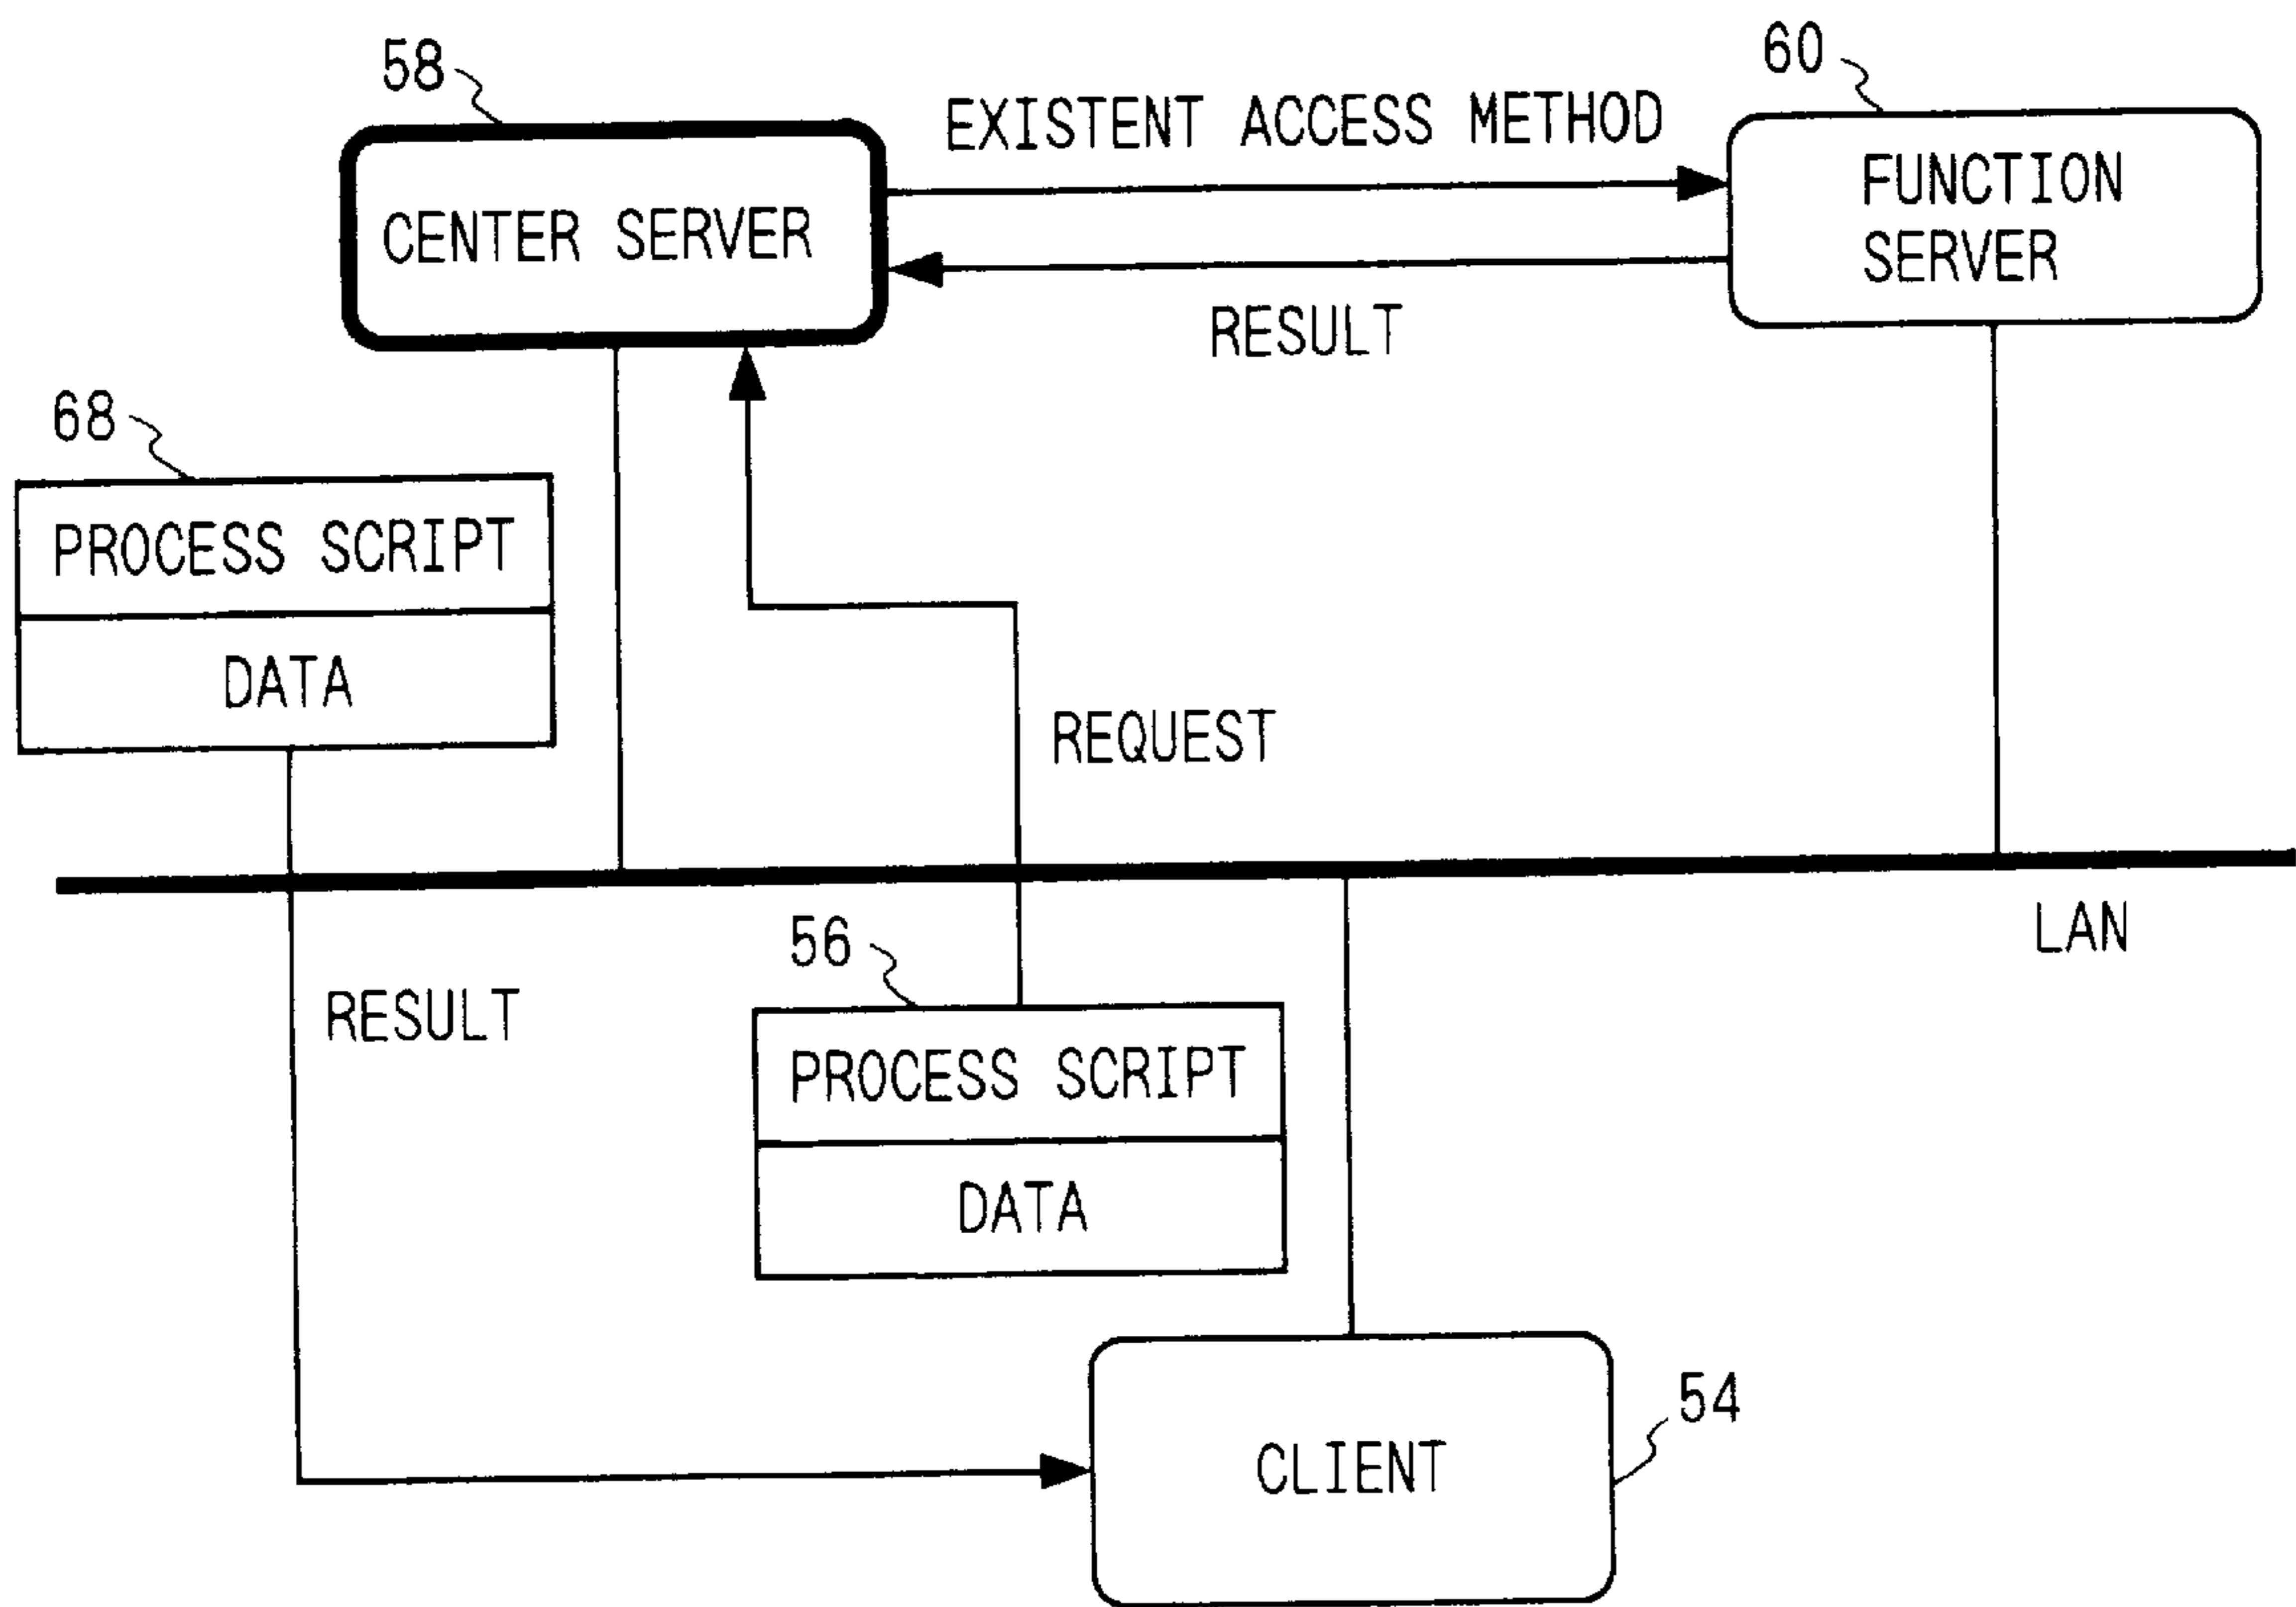 58
60
EXISTENT ACCESS METHOD
CENTER SERVER
FUNCTION
SERVER
RESULT
68
PROCESS SCRIPT
DATA
REQUEST
LAN
56
RESULT
PROCESS SCRIPT
DATA
54
CLIENT